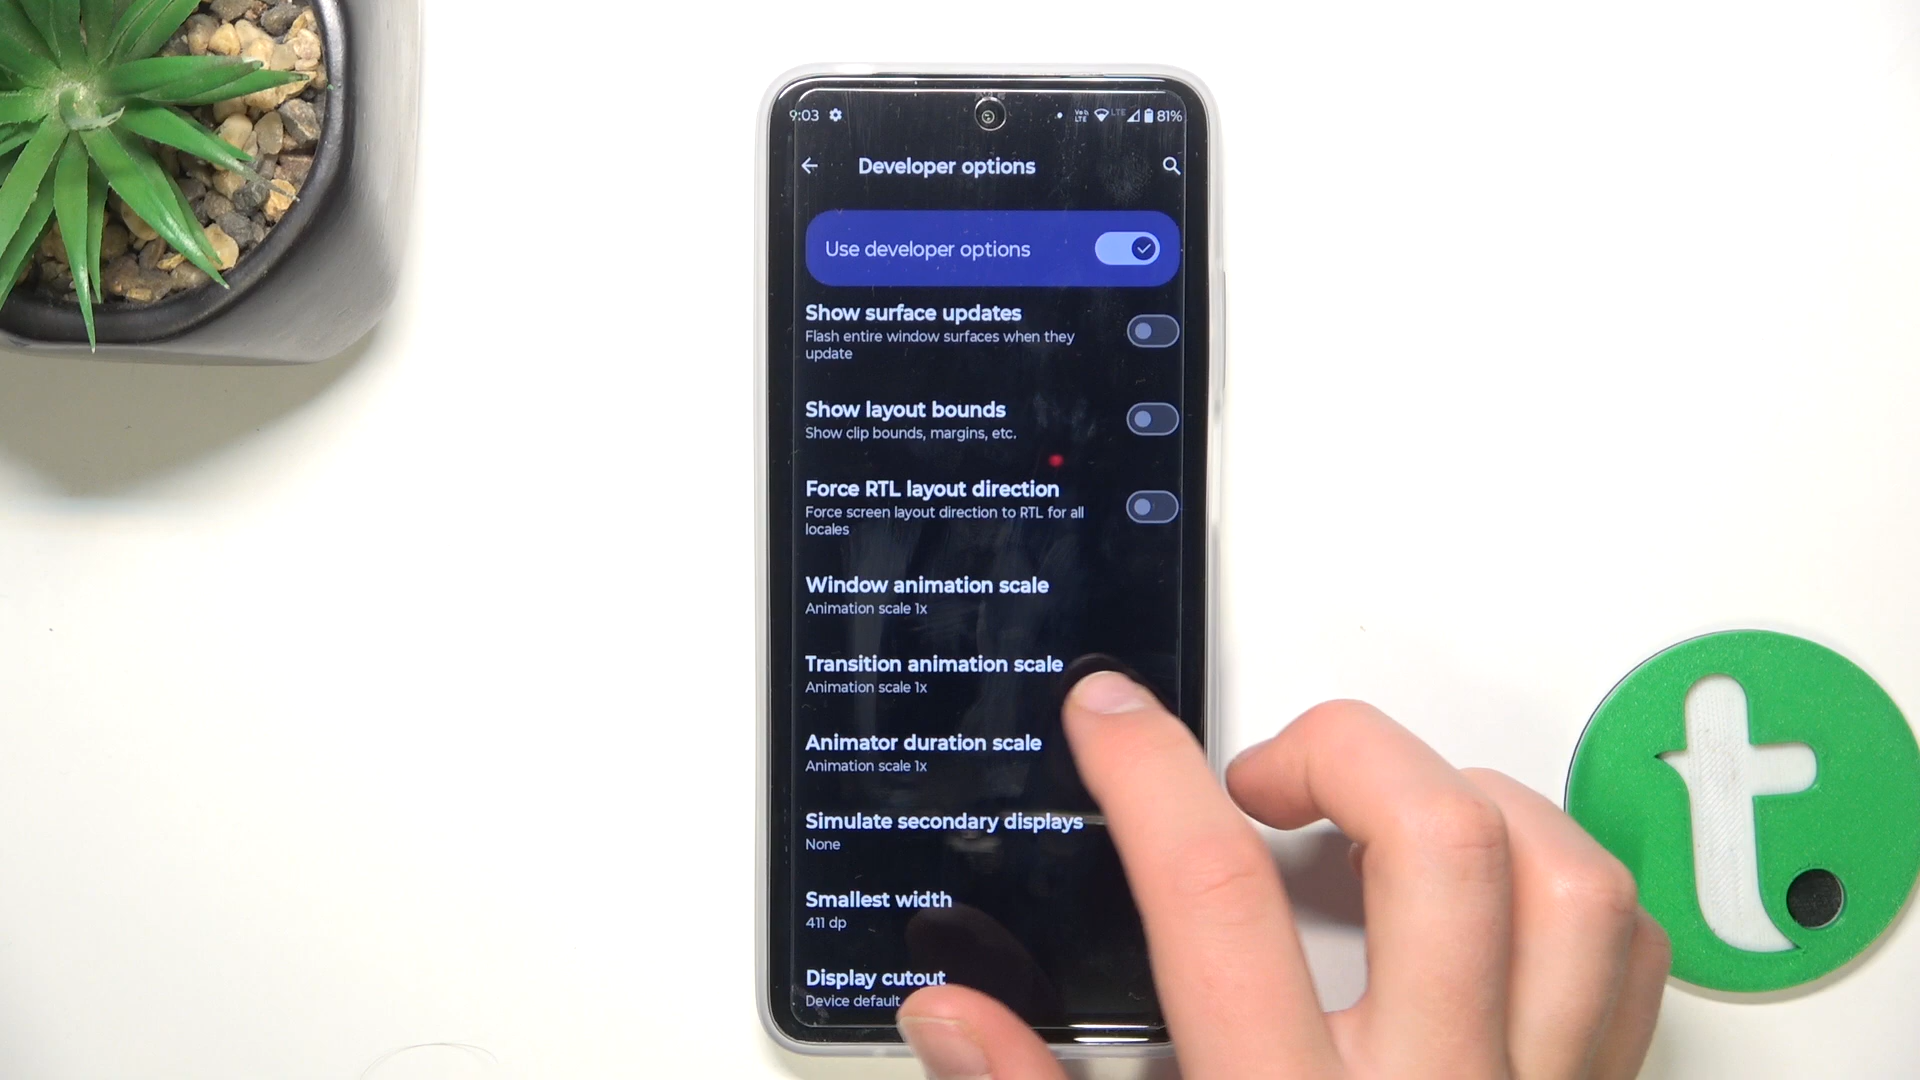 9:03 LTE 81%
Developer options
Use developer options
Show surface updates
Flash entire window surfaces when they
update
Show layout bounds
Show clip bounds, margins, etc.
Force RTL layout direction
Force screen layout direction to RTL for all
locales
Window animation scale
Animation scale 1x
Transition animation scale
Animation scale 1x
Animator duration scale
Animation scale 1x
Simulate secondary displays
None
Smallest width
411 dp
Display cutout
Device default
t